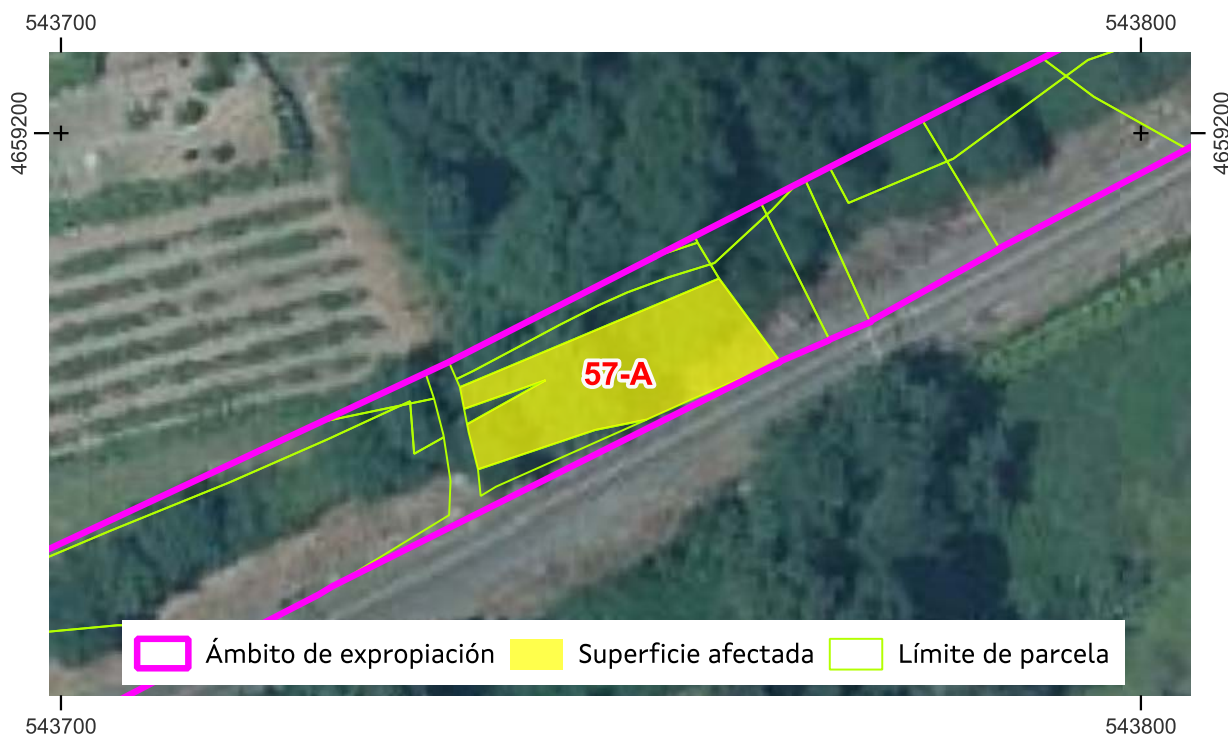 543700 543800
4659200 4659200
57-A
Ámbito de expropiación Superficie afectada Límite de parcela
543700 543800